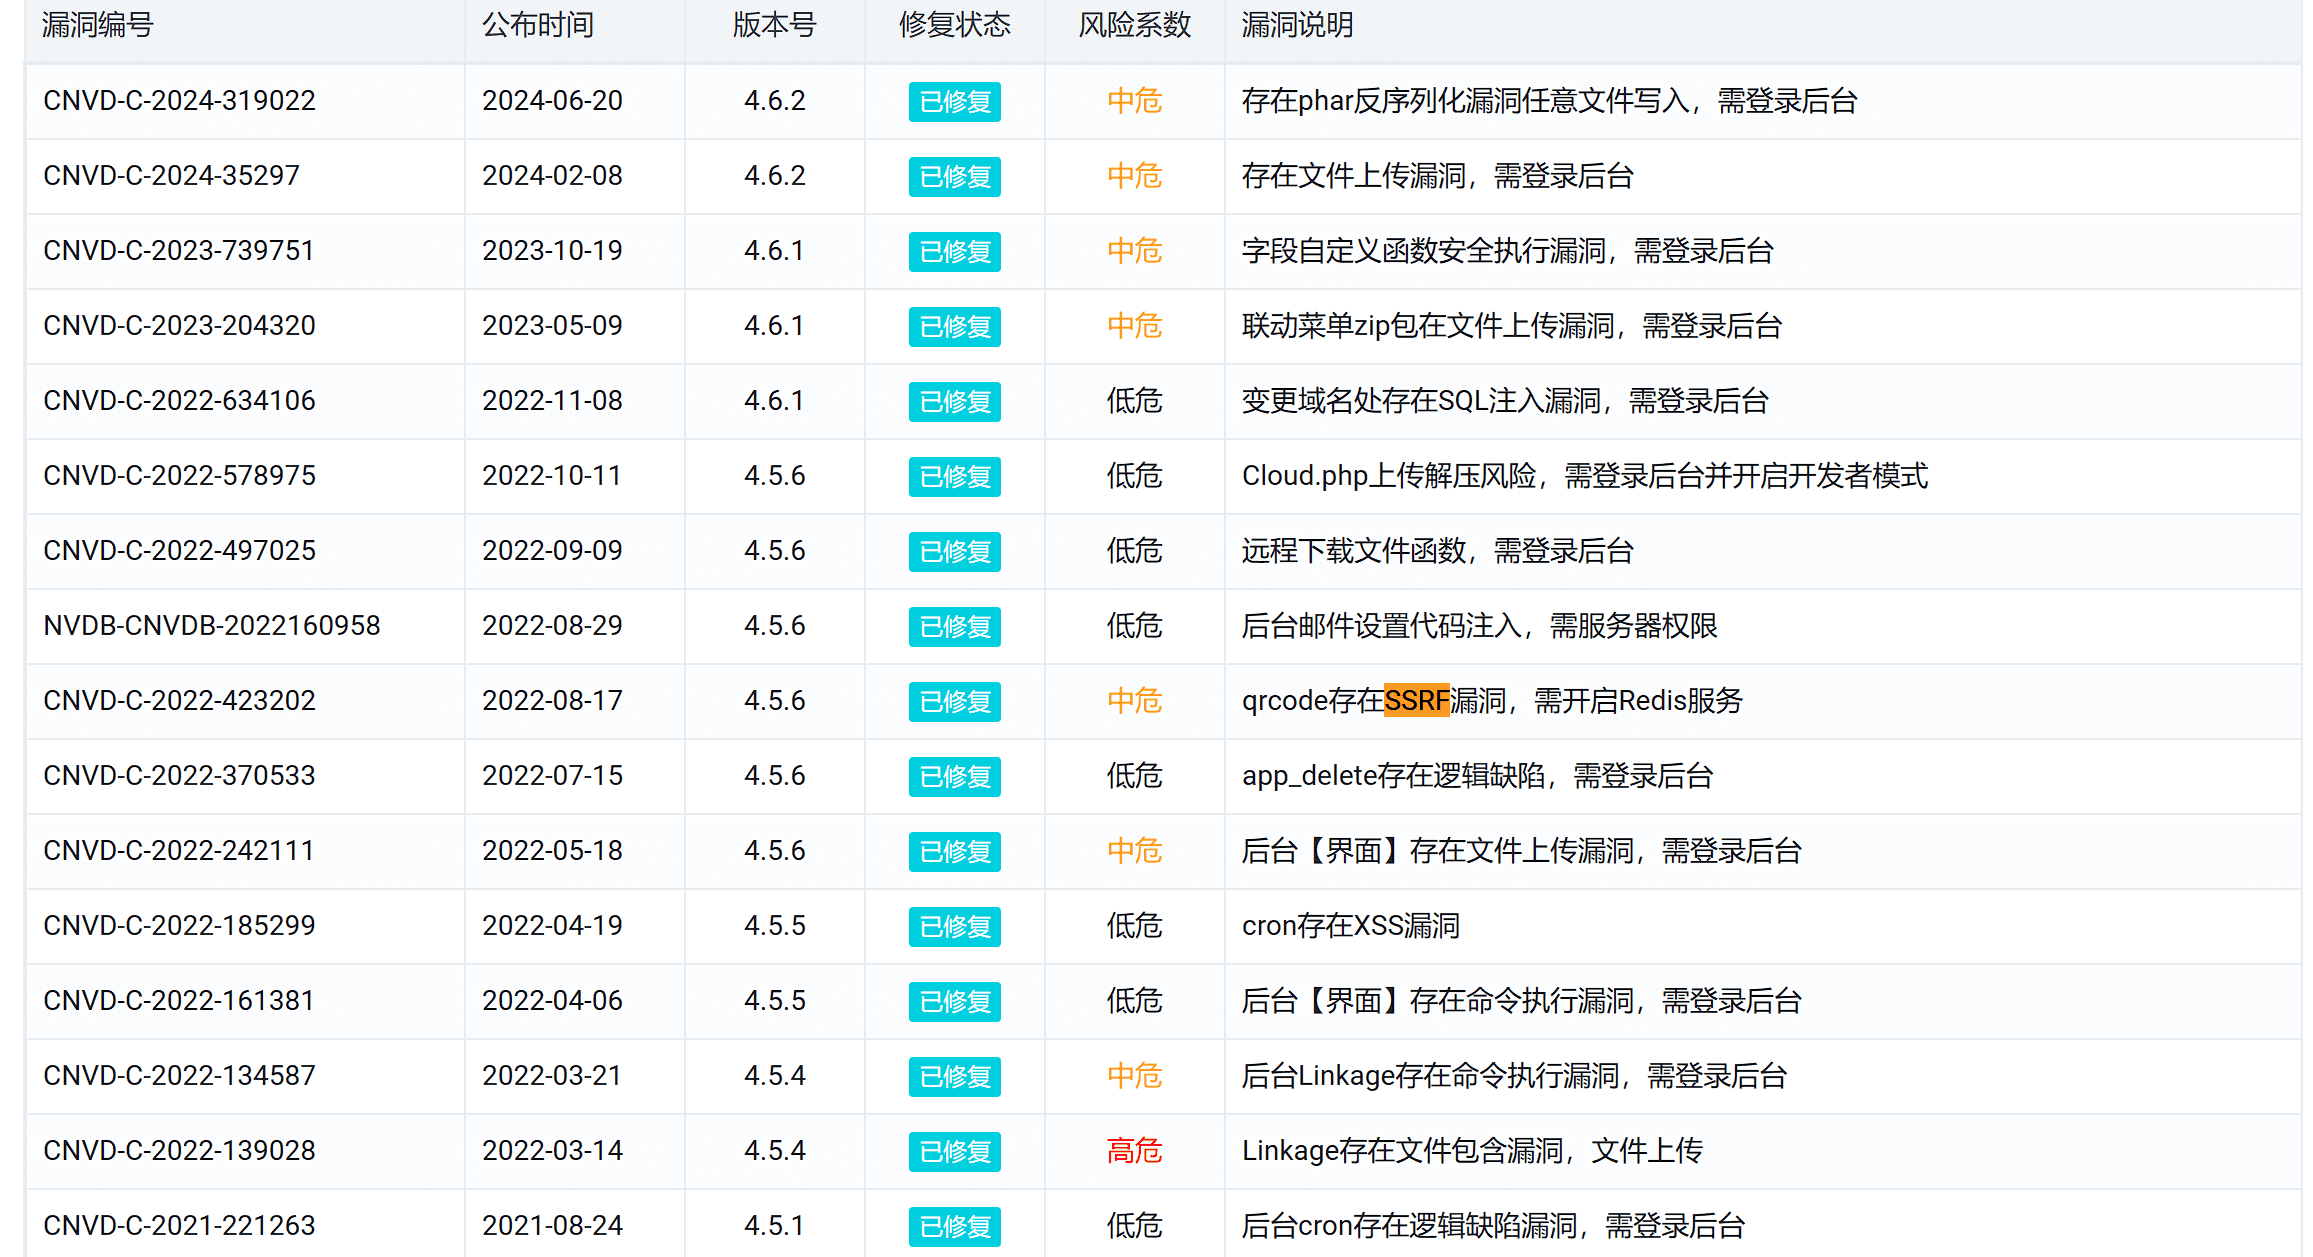 漏洞编号 公布时间 版本号 修复状态 风险系数 漏洞说明
CNVD-C-2024-319022 2024-06-20 4.6.2 已修复 中危 存在phar反序列化漏洞任意文件写入，需登录后台
CNVD-C-2024-35297 2024-02-08 4.6.2 已修复 中危 存在文件上传漏洞，需登录后台
CNVD-C-2023-739751 2023-10-19 4.6.1 已修复 中危 字段自定义函数安全执行漏洞，需登录后台
CNVD-C-2023-204320 2023-05-09 4.6.1 已修复 中危 联动菜单zip包在文件上传漏洞，需登录后台
CNVD-C-2022-634106 2022-11-08 4.6.1 已修复 低危 变更域名处存在SQL注入漏洞，需登录后台
CNVD-C-2022-578975 2022-10-11 4.5.6 已修复 低危 Cloud.php上传解压风险，需登录后台并开启开发者模式
CNVD-C-2022-497025 2022-09-09 4.5.6 已修复 低危 远程下载文件函数，需登录后台
NVDB-CNVDB-2022160958 2022-08-29 4.5.6 已修复 低危 后台邮件设置代码注入，需服务器权限
CNVD-C-2022-423202 2022-08-17 4.5.6 已修复 中危 qrcode存在SSRF漏洞，需开启Redis服务
CNVD-C-2022-370533 2022-07-15 4.5.6 已修复 低危 app_delete存在逻辑缺陷，需登录后台
CNVD-C-2022-242111 2022-05-18 4.5.6 已修复 中危 后台【界面】存在文件上传漏洞，需登录后台
CNVD-C-2022-185299 2022-04-19 4.5.5 已修复 低危 cron存在XSS漏洞
CNVD-C-2022-161381 2022-04-06 4.5.5 已修复 低危 后台【界面】存在命令执行漏洞，需登录后台
CNVD-C-2022-134587 2022-03-21 4.5.4 已修复 中危 后台Linkage存在命令执行漏洞，需登录后台
CNVD-C-2022-139028 2022-03-14 4.5.4 已修复 高危 Linkage存在文件包含漏洞，文件上传
CNVD-C-2021-221263 2021-08-24 4.5.1 已修复 低危 后台cron存在逻辑缺陷漏洞，需登录后台